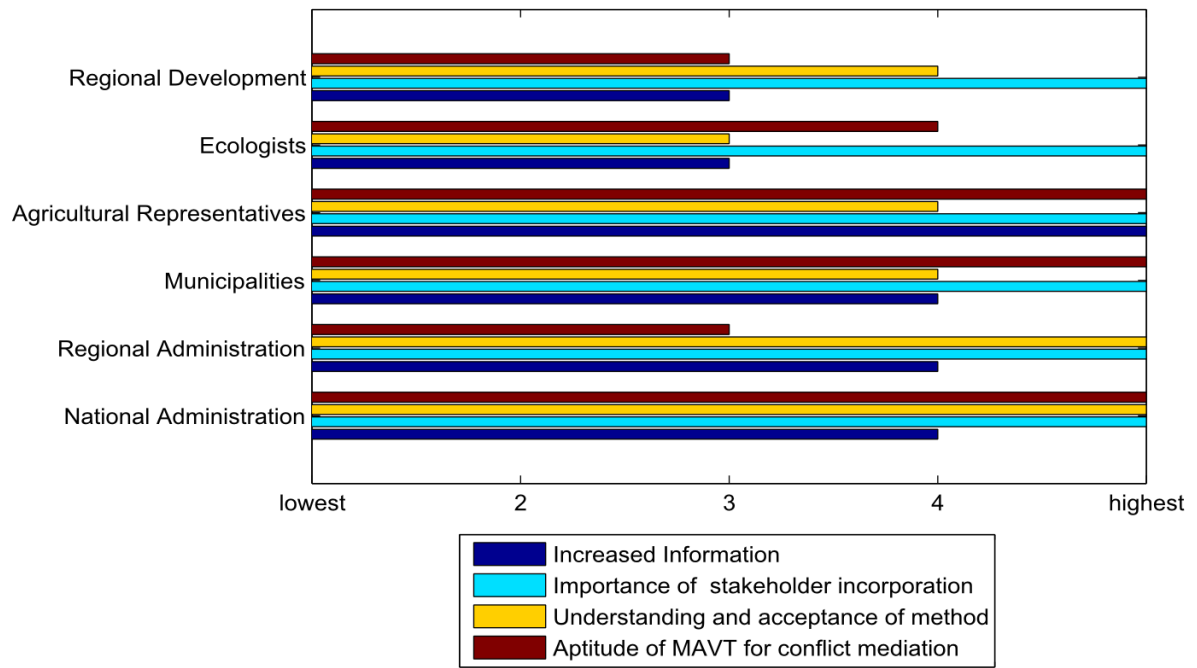 Regional Development
Ecologists
Agricultural Representatives
Municipalities
Regional Administration
National Administration
lowest 2 3 4 highest
Increased Information
Importance of stakeholder incorporation
Understanding and acceptance of method
Aptitude of MAVT for conflict mediation